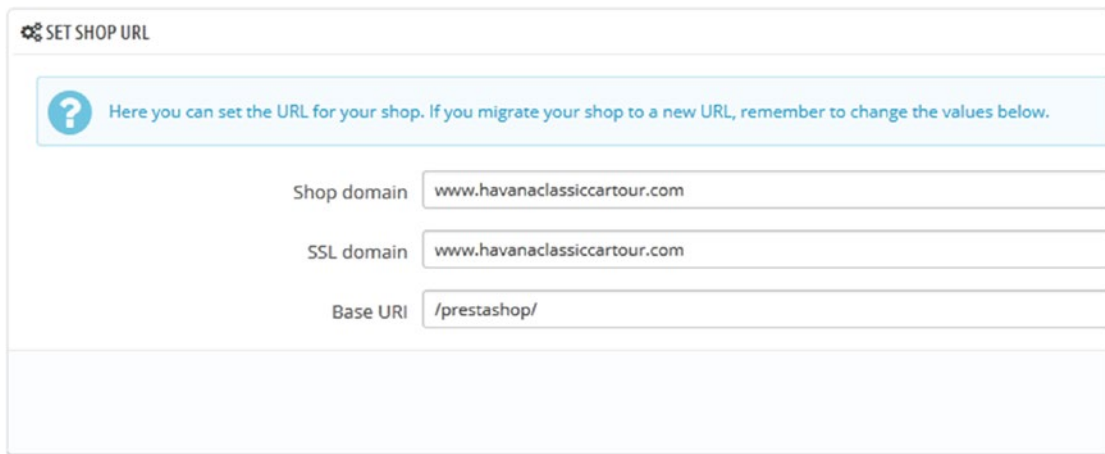 SET SHOP URL
?
Here you can set the URL for your shop. If you migrate your shop to a new URL, remember to change the values below.
Shop domain www.havanaclassiccartour.com
SSL domain www.havanaclassiccartour.com
Base URI /prestashop/